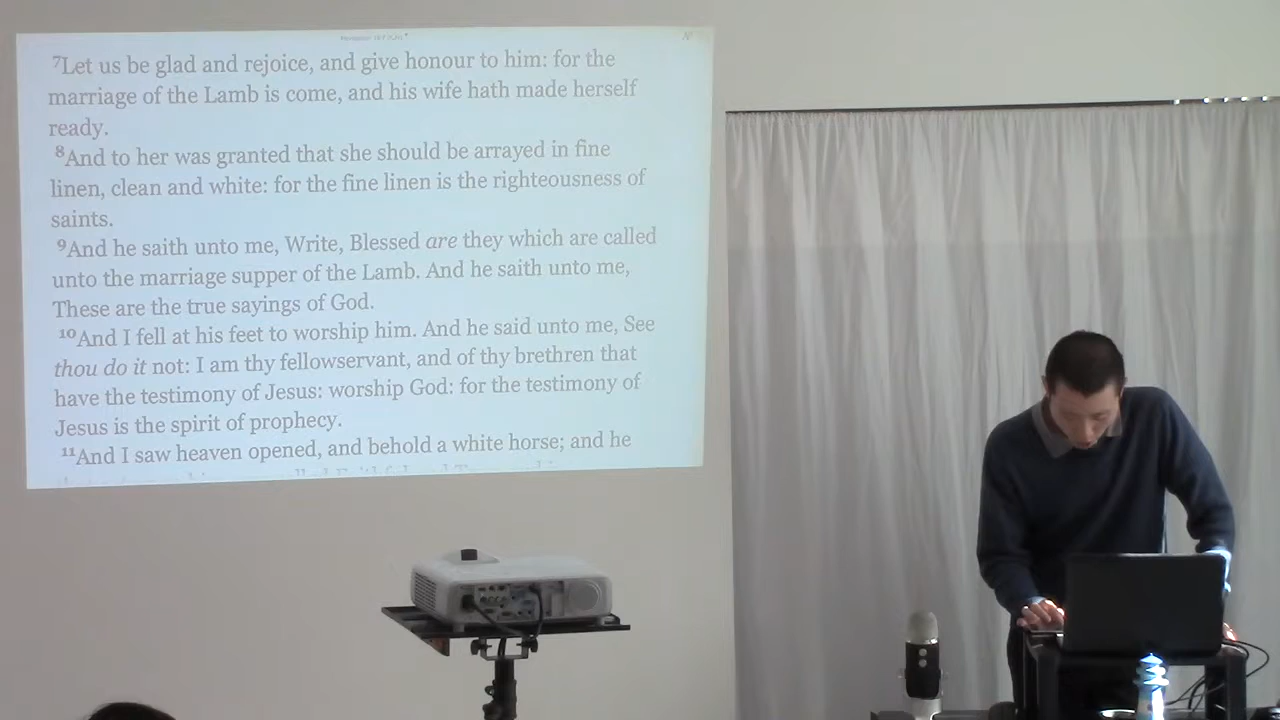 ⁷Let us be glad and rejoice, and give honour to him: for the
marriage of the Lamb is come, and his wife hath made herself
ready.
⁸And to her was granted that she should be arrayed in fine
linen, clean and white: for the fine linen is the righteousness of
saints.
⁹And he saith unto me, Write, Blessed are they which are called
unto the marriage supper of the Lamb. And he saith unto me,
These are the true sayings of God.
¹⁰And I fell at his feet to worship him. And he said unto me, See
thou do it not: I am thy fellowservant, and of thy brethren that
have the testimony of Jesus: worship God: for the testimony of
Jesus is the spirit of prophecy.
¹¹And I saw heaven opened, and behold a white horse; and he